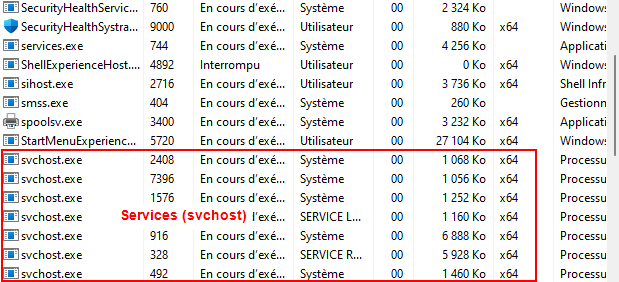 SecurityHealthServic... 760 En cours d'exé... Système 00 2 324 Ko Windows
SecurityHealthSystra... En cours d'exé... Utilisateur 00 880 Ko x64 Windows
services.exe 744 En cours d'exé... Système 00 4 256 Ko Applicati
ShellExperienceHost.... 4892 Interrompu Utilisateur 00 0 Ko x64 Windows
sihost.exe 2716 En cours d'exé... Utilisateur 00 3 736 Ko x64 Shell Infr
smss.exe 404 En cours d'exé... Système 00 260 Ko Gestionn
spoolsv.exe 3400 En cours d'exé... Système 00 3 232 Ko x64 Applicati
StartMenuExperienc... 5720 En cours d'exé... Utilisateur 00 27 104 Ko x64 Windows
svchost.exe 2408 En cours d'exé... Système 00 1 068 Ko x64 Processu
svchost.exe 7396 En cours d'exé... Système 00 1 056 Ko x64 Processu
svchost.exe 1576 En cours d'exé... Système 00 1 252 Ko x64 Processu
svchost.exe Services (svchost) l'exé... SERVICE L... 00 1 160 Ko x64 Processu
svchost.exe 916 En cours d'exé... Système 00 6 888 Ko x64 Processu
svchost.exe 328 En cours d'exé... SERVICE R... 00 5 928 Ko x64 Processu
svchost.exe 492 En cours d'exé... Système 00 1 460 Ko x64 Processu